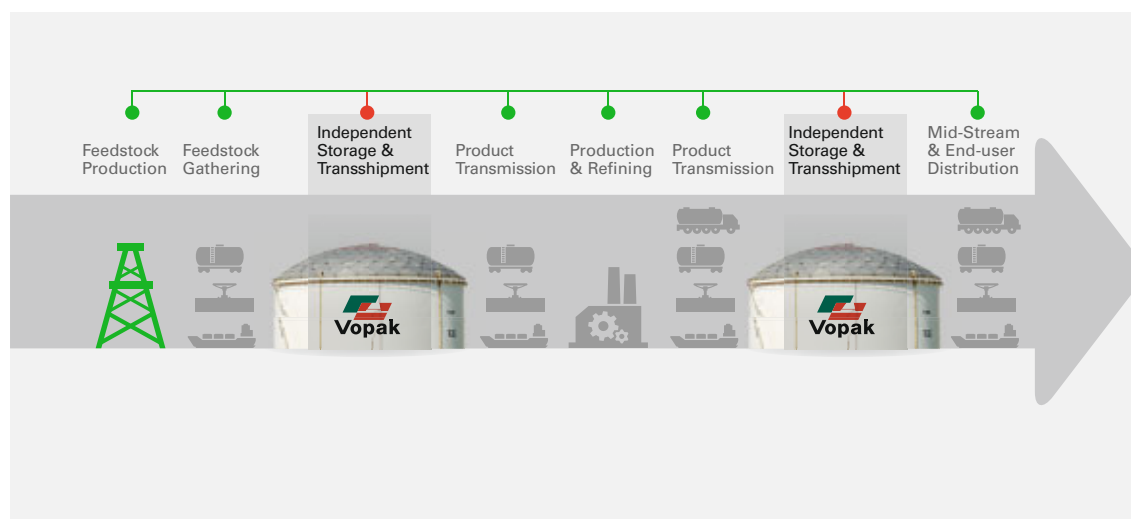 Feedstock
Production
Feedstock
Gathering
Independent
Storage &
Transshipment
Product
Transmission
Production
& Refining
Product
Transmission
Independent
Storage &
Transshipment
Mid-Stream
& End-user
Distribution
Vopak
Vopak